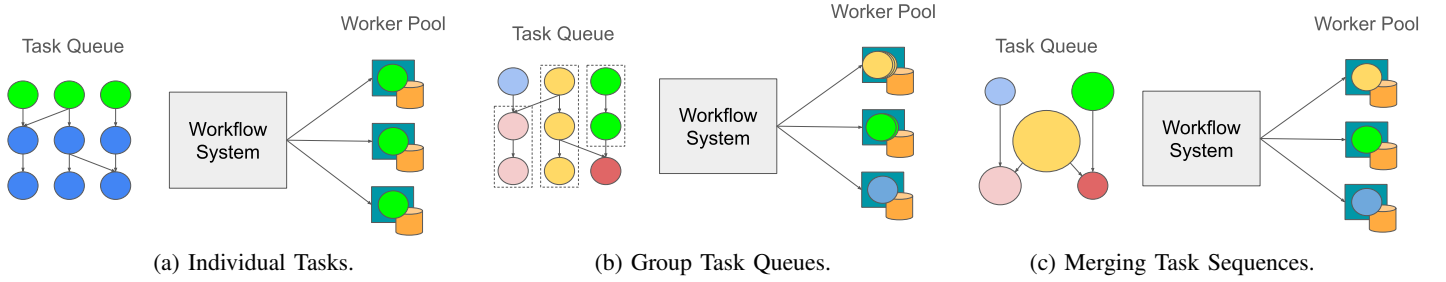 Task Queue
Worker Pool
Workflow
System
(a) Individual Tasks.
Task Queue
Worker Pool
Workflow
System
(b) Group Task Queues.
Task Queue
Worker Pool
Workflow
System
(c) Merging Task Sequences.